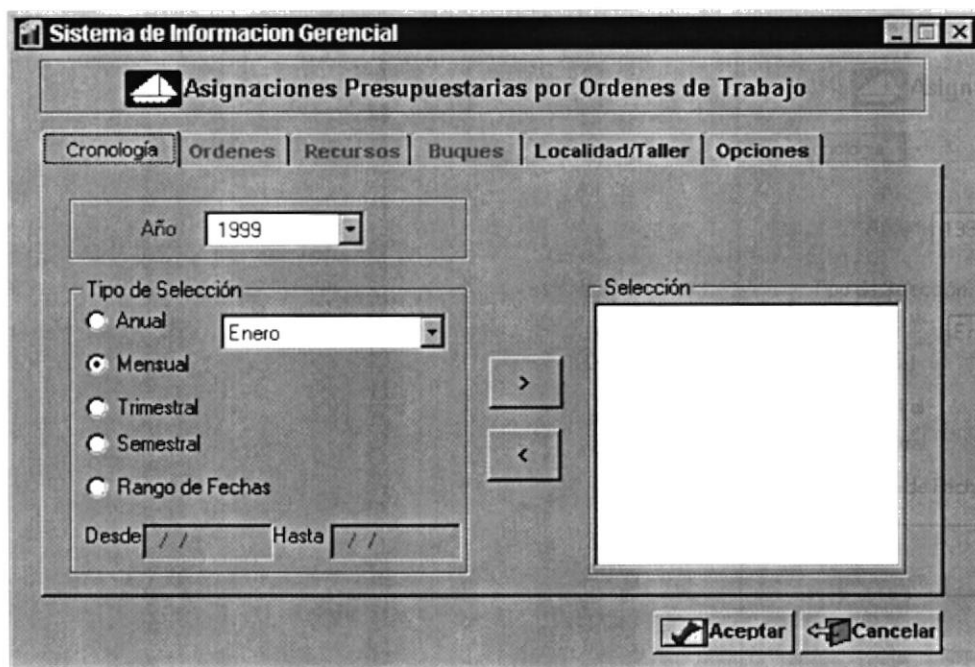 Sistema de Informacion Gerencial
Asignaciones Presupuestarias por Ordenes de Trabajo
Cronología Ordenes Recursos Buques Localidad/Taller Opciones
Año 1999
Tipo de Selección
Anual Enero
Mensual
Trimestral
Semestral
Rango de Fechas
Desde / / Hasta / /
>
<
Selección
Aceptar Cancelar